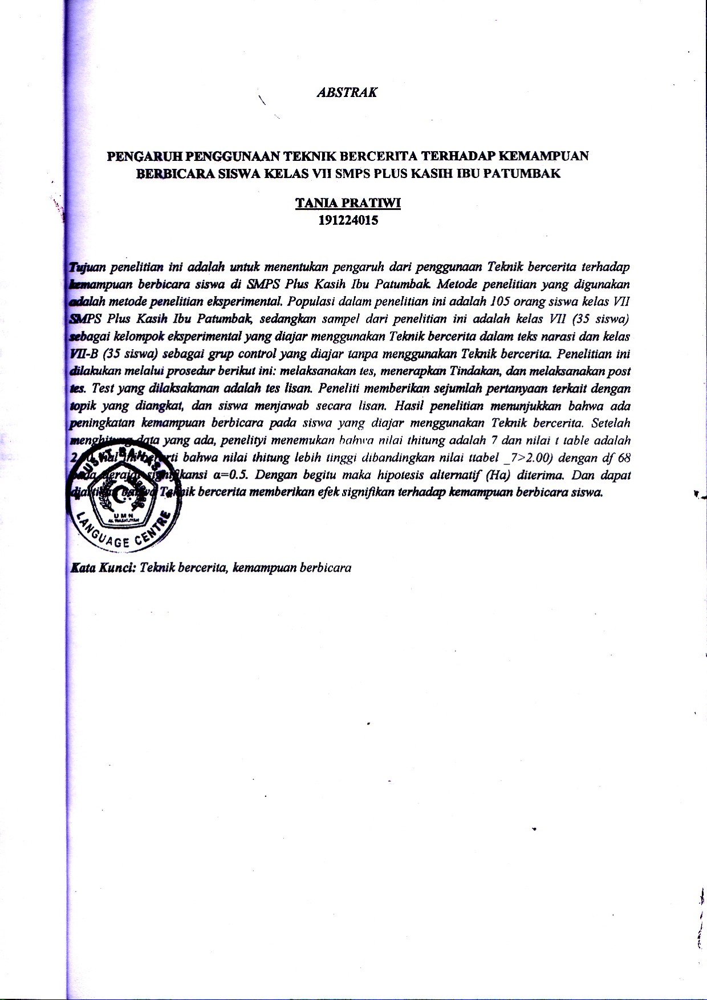 ABSTRAK
PENGARUH PENGGUNAAN TEKNIK BERCERITA TERHADAP KEMAMPUAN
BERBICARA SISWA KELAS VII SMPS PLUS KASIH IBU PATUMBAK
TANIA PRATIWI
191224015
Tujuan penelitian ini adalah untuk menentukan pengaruh dari penggunaan Teknik bercerita terhadap
kemampuan berbicara siswa di SMPS Plus Kasih Ibu Patumbak. Metode penelitian yang digunakan
adalah metode penelitian eksperimental. Populasi dalam penelitian ini adalah 105 orang siswa kelas VII
SMPS Plus Kasih Ibu Patumbak, sedangkan sampel dari penelitian ini adalah kelas VII (35 siswa)
sebagai kelompok eksperimental yang diajar menggunakan Teknik bercerita dalam teks narasi dan kelas
VII-B (35 siswa) sebagai grup control yang diajar tanpa menggunakan Teknik bercerita. Penelitian ini
dilakukan melalui prosedur berikut ini: melaksanakan tes, menerapkan Tindakan, dan melaksanakan post
tes. Test yang dilaksakanan adalah tes lisan. Peneliti memberikan sejumlah pertanyaan terkait dengan
topik yang diangkat, dan siswa menjawab secara lisan. Hasil penelitian menunjukkan bahwa ada
peningkatan kemampuan berbicara pada siswa yang diajar menggunakan Teknik bercerita. Setelah
menghitung data yang ada, penelityi menemukan bahwa nilai thitung adalah 7 dan nilai t table adalah
bahwa nilai thitung lebih tinggi dibandingkan nilai ttabel _7>2.00) dengan df 68
pada signifikansi α=0.5. Dengan begitu maka hipotesis alternatif (Ha) diterima. Dan dapat
Teknik bercerita memberikan efek signifikan terhadap kemampuan berbicara siswa.
PUSAT BAHASA
UMN
AL WASHLIYAH
LANGUAGE CENTRE
Kata Kunci: Teknik bercerita, kemampuan berbicara